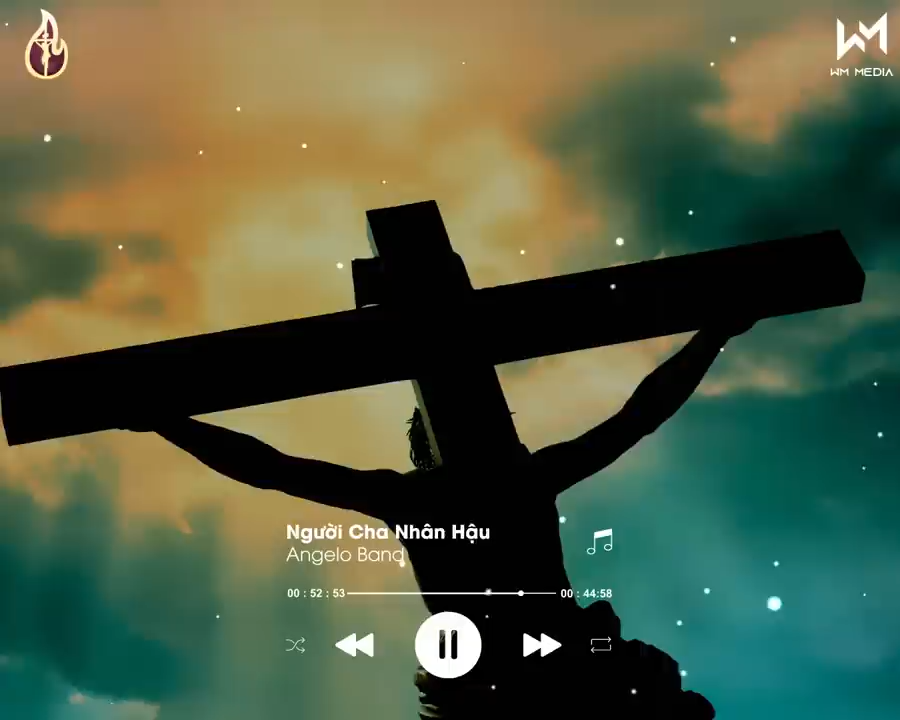 WM MEDIA
Người Cha Nhân Hậu
Angelo Band
00 : 52 : 53
00 : 44:58